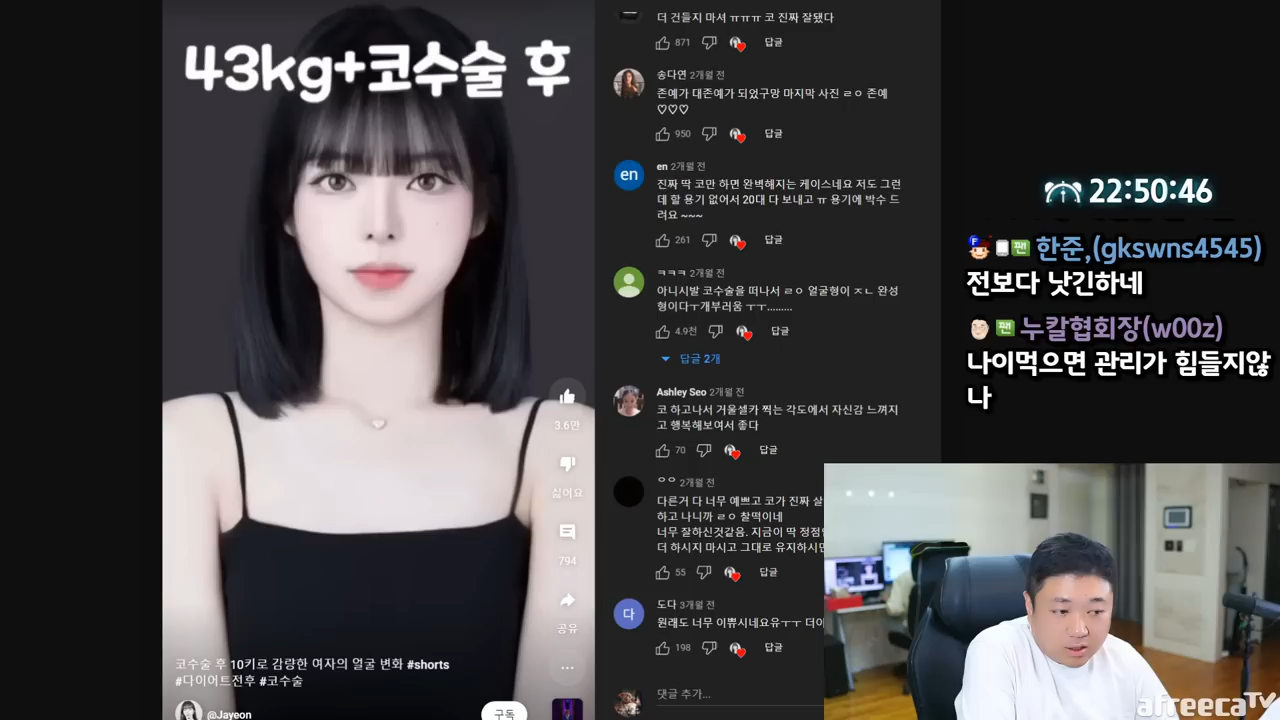 43kg+코수술 후
3.6만
싫어요
794
공유
코수술 후 10키로 감량한 여자의 얼굴 변화 #shorts
#다이어트전후 #코수술
@Jayeon
구독
더 건들지 마셔 ㅠㅠㅠ 코 진짜 잘됐다
871 답글
송다연 2개월 전
존예가 대존예가 되었구망 마지막 사진 ㄹㅇ 존예
♡♡♡
950 답글
en
en 2개월 전
진짜 딱 코만 하면 완벽해지는 케이스네요 저도 그런
데 할 용기 없어서 20대 다 보내고 ㅠ 용기에 박수 드
려요 ~~~
261 답글
ㅋㅋㅋ 2개월 전
아니시발 코수술을 떠나서 ㄹㅇ 얼굴형이 ㅈㄴ 완성
형이다ㅜ개부러움 ㅜㅜ.........
4.9천 답글
답글 2개
Ashley Seo 2개월 전
코 하고나서 거울셀카 찍는 각도에서 자신감 느껴지
고 행복해보여서 좋다
70 답글
ㅇㅇ 2개월 전
다른거 다 너무 예쁘고 코가 진짜 살
하고 나니까 ㄹㅇ 찰떡이네
너무 잘하신것같음. 지금이 딱 정점
더 하시지 마시고 그대로 유지하시면
55 답글
다
도다 3개월 전
원래도 너무 이쁘시네요유ㅜㅜ 더이
198 답글
댓글 추가...
22:50:46
F 팬 한준,(gkswns4545)
전보다 낫긴하네
팬 누칼협회장(w00z)
나이먹으면 관리가 힘들지않
나
afreecaTV